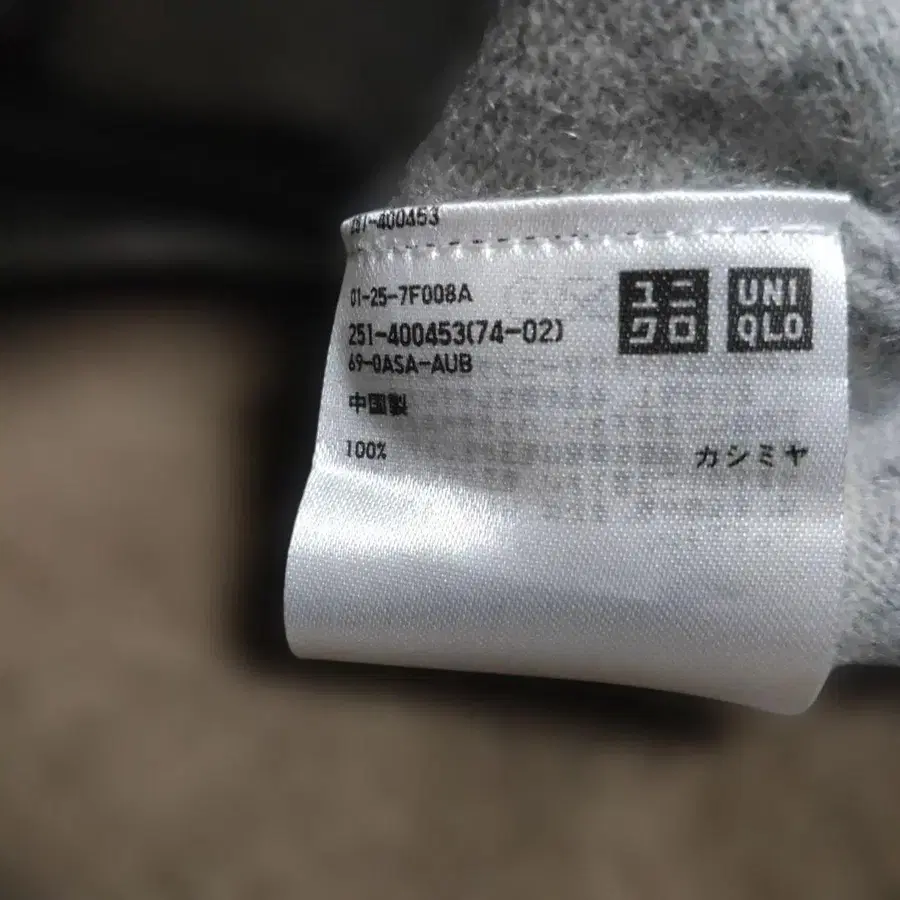 251-400453
01-25-7F008A
251-400453(74-02)
69-0ASA-AUB
中国製
100% カシミヤ
ユニクロ
UNIQLO